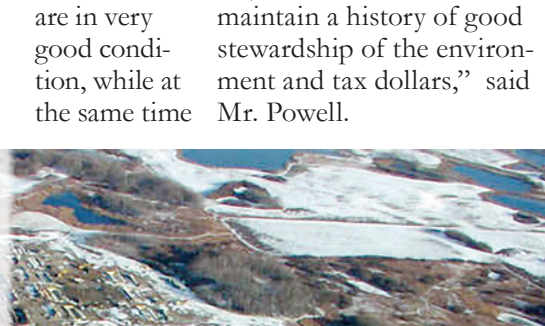 are in very
good condi-
tion, while at
the same time
maintain a history of good
stewardship of the environ-
ment and tax dollars,”  said
Mr. Powell.